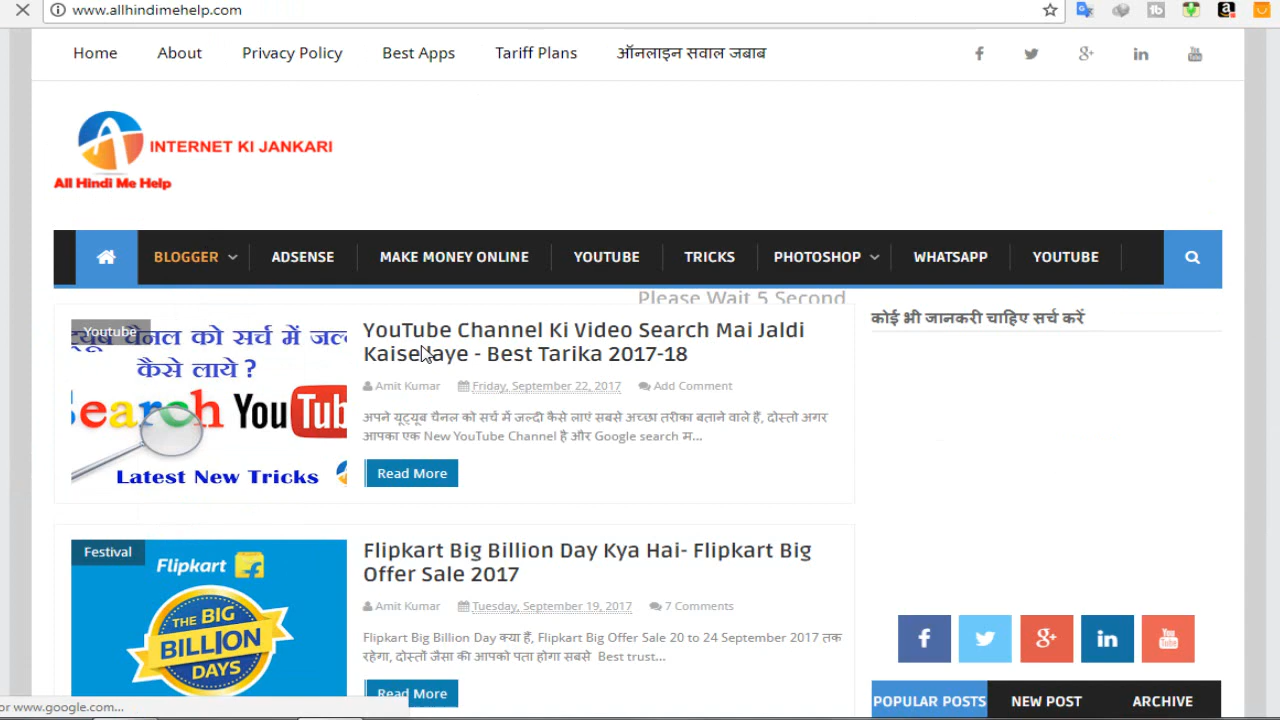 www.allhindimehelp.com
Home About Privacy Policy Best Apps Tariff Plans ऑनलाइन सवाल जबाब
INTERNET KI JANKARI
All Hindi Me Help
BLOGGER ADSENSE MAKE MONEY ONLINE YOUTUBE TRICKS PHOTOSHOP WHATSAPP YOUTUBE
Please Wait 5 Second
Youtube
चैनल को सर्च में
कैसे लाये ?
earch YouTub
Latest New Tricks
YouTube Channel Ki Video Search Mai Jaldi
Kaise Laye - Best Tarika 2017-18
Amit Kumar Friday, September 22, 2017 Add Comment
अपने यूट्यूब चैनल को सर्च में जल्दी कैसे लाएं सबसे अच्छा तरीका बताने वाले हैं, दोस्तो अगर
आपका एक New YouTube Channel है और Google search म...
Read More
कोई भी जानकरी चाहिए सर्च करें
Festival
Flipkart
THE BIG
BILLION
DAYS
Flipkart Big Billion Day Kya Hai- Flipkart Big
Offer Sale 2017
Amit Kumar Tuesday, September 19, 2017 7 Comments
Flipkart Big Billion Day क्या हैं, Flipkart Big Offer Sale 20 to 24 September 2017 तक
रहेगा, दोस्तों जैसा की आपको पता होगा सबसे Best trust...
Read More
POPULAR POSTS NEW POST ARCHIVE
or www.google.com...